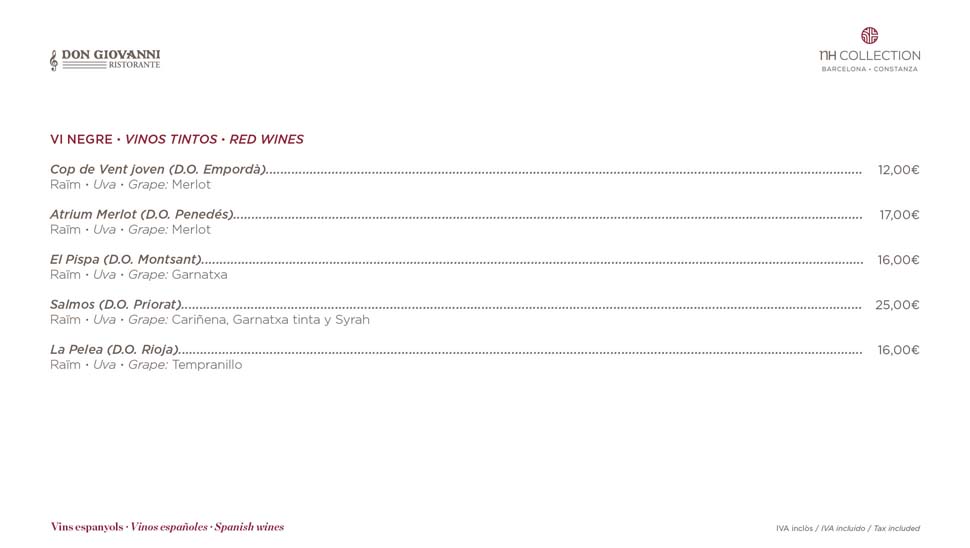 DON GIOVANNI
RISTORANTE
NH COLLECTION
BARCELONA • CONSTANZA
VI NEGRE • VINOS TINTOS • RED WINES
Cop de Vent joven (D.O. Empordà)........................................ 12,00€
Raïm • Uva • Grape: Merlot
Atrium Merlot (D.O. Penedés)........................................ 17,00€
Raïm • Uva • Grape: Merlot
El Pispa (D.O. Montsant)........................................ 16,00€
Raïm • Uva • Grape: Garnatxa
Salmos (D.O. Priorat)........................................ 25,00€
Raïm • Uva • Grape: Cariñena, Garnatxa tinta y Syrah
La Pelea (D.O. Rioja)........................................ 16,00€
Raïm • Uva • Grape: Tempranillo
Vins espanyols · Vinos españoles · Spanish wines
IVA inclòs / IVA incluido / Tax included